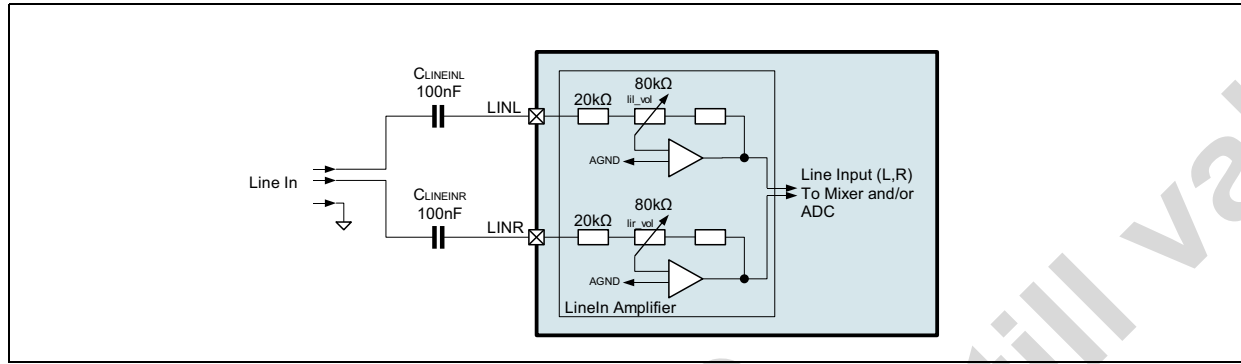 CLINEINL
100nF
LINL
20kΩ
80kΩ
lil_vol
AGND
Line In
CLINEINR
100nF
LINR
20kΩ
80kΩ
lir_vol
AGND
LineIn Amplifier
Line Input (L,R)
To Mixer and/or
ADC
till